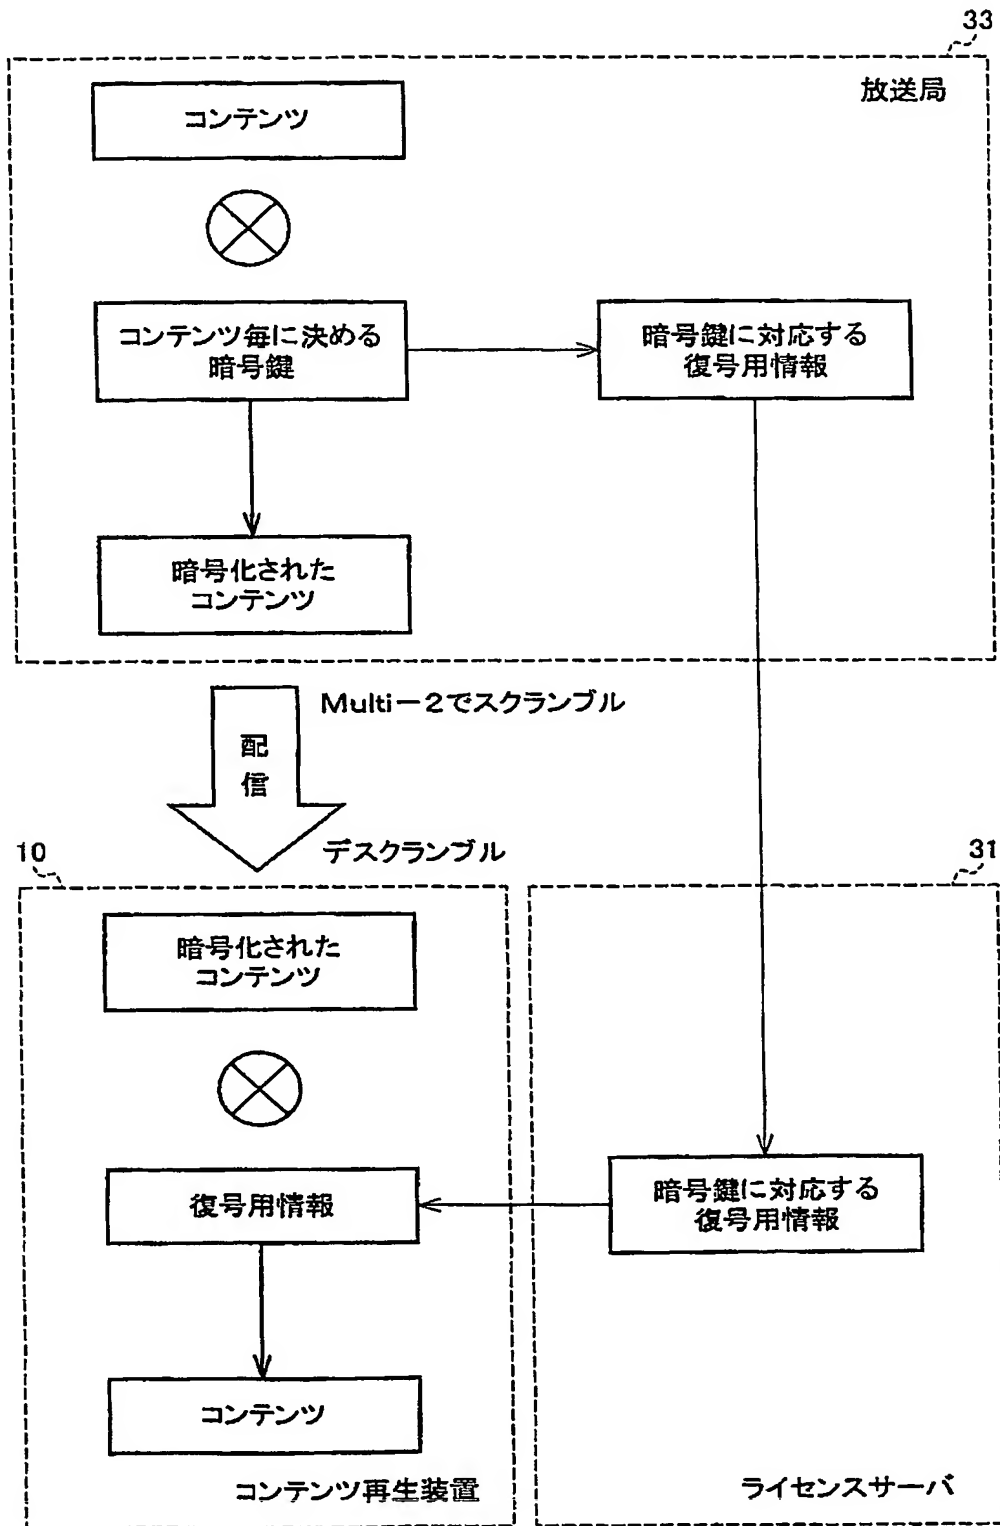 33
放送局
コンテンツ
コンテンツ毎に決める
暗号鍵
暗号鍵に対応する
復号用情報
暗号化された
コンテンツ
Multi－2でスクランブル
配
信
デスクランブル
10
31
暗号化された
コンテンツ
復号用情報
暗号鍵に対応する
復号用情報
コンテンツ
コンテンツ再生装置
ライセンスサーバ